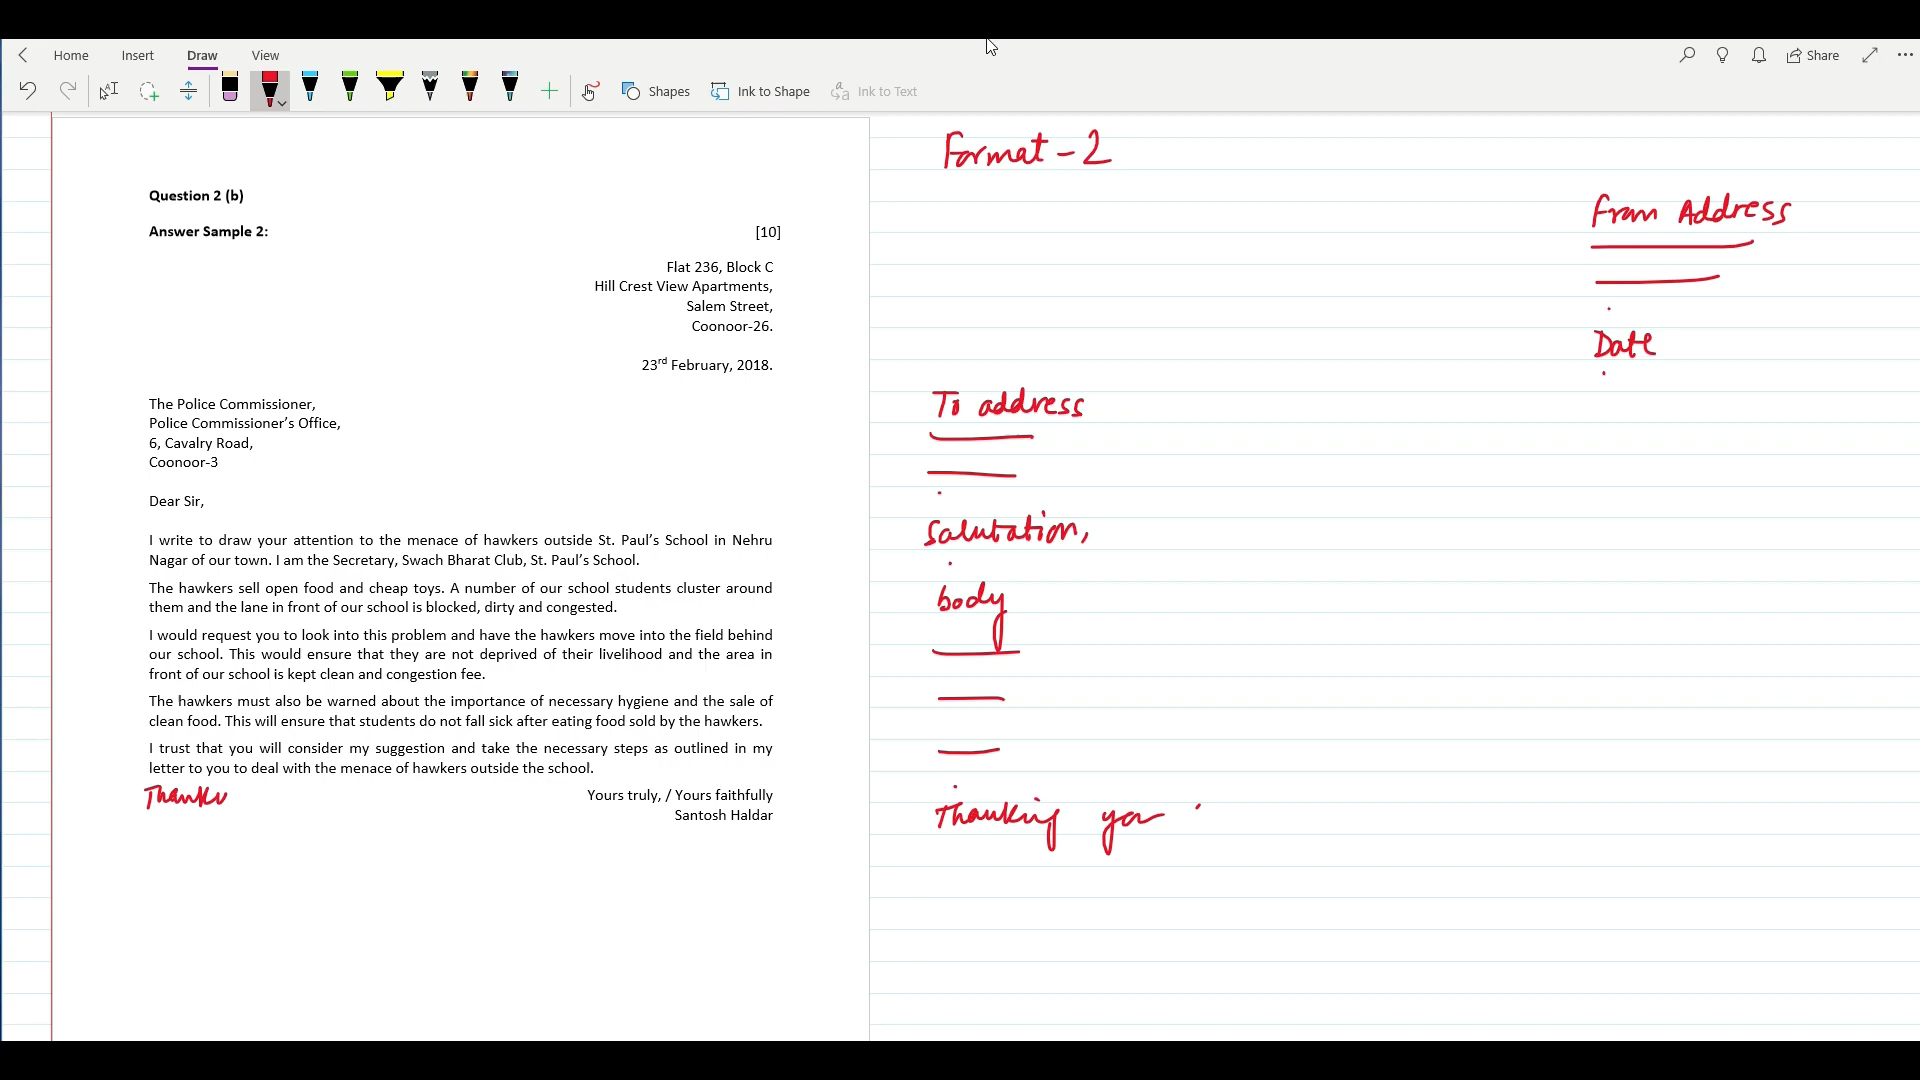 Home Insert Draw View Share
Shapes Ink to Shape Ink to Text
Question 2 (b)
Answer Sample 2: [10]
Flat 236, Block C
Hill Crest View Apartments,
Salem Street,
Coonoor-26.
23rd February, 2018.
The Police Commissioner,
Police Commissioner’s Office,
6, Cavalry Road,
Coonoor-3
Dear Sir,
I write to draw your attention to the menace of hawkers outside St. Paul’s School in Nehru
Nagar of our town. I am the Secretary, Swach Bharat Club, St. Paul’s School.
The hawkers sell open food and cheap toys. A number of our school students cluster around
them and the lane in front of our school is blocked, dirty and congested.
I would request you to look into this problem and have the hawkers move into the field behind
our school. This would ensure that they are not deprived of their livelihood and the area in
front of our school is kept clean and congestion fee.
The hawkers must also be warned about the importance of necessary hygiene and the sale of
clean food. This will ensure that students do not fall sick after eating food sold by the hawkers.
I trust that you will consider my suggestion and take the necessary steps as outlined in my
letter to you to deal with the menace of hawkers outside the school.
Yours truly, / Yours faithfully
Santosh Haldar
Format - 2
From Address
Date
To address
Salutation,
body
Thanking you